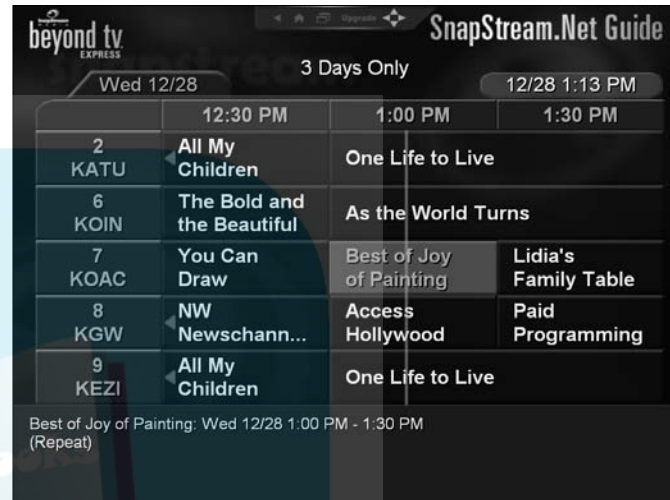 SnapStream
beyond tv
EXPRESS
Upgrade
SnapStream.Net Guide
3 Days Only
Wed 12/28
12/28 1:13 PM
12:30 PM
1:00 PM
1:30 PM
2
KATU
All My
Children
One Life to Live
6
KOIN
The Bold and
the Beautiful
As the World Turns
7
KOAC
You Can
Draw
Best of Joy
of Painting
Lidia's
Family Table
8
KGW
NW
Newschann...
Access
Hollywood
Paid
Programming
9
KEZI
All My
Children
One Life to Live
Best of Joy of Painting: Wed 12/28 1:00 PM - 1:30 PM
(Repeat)